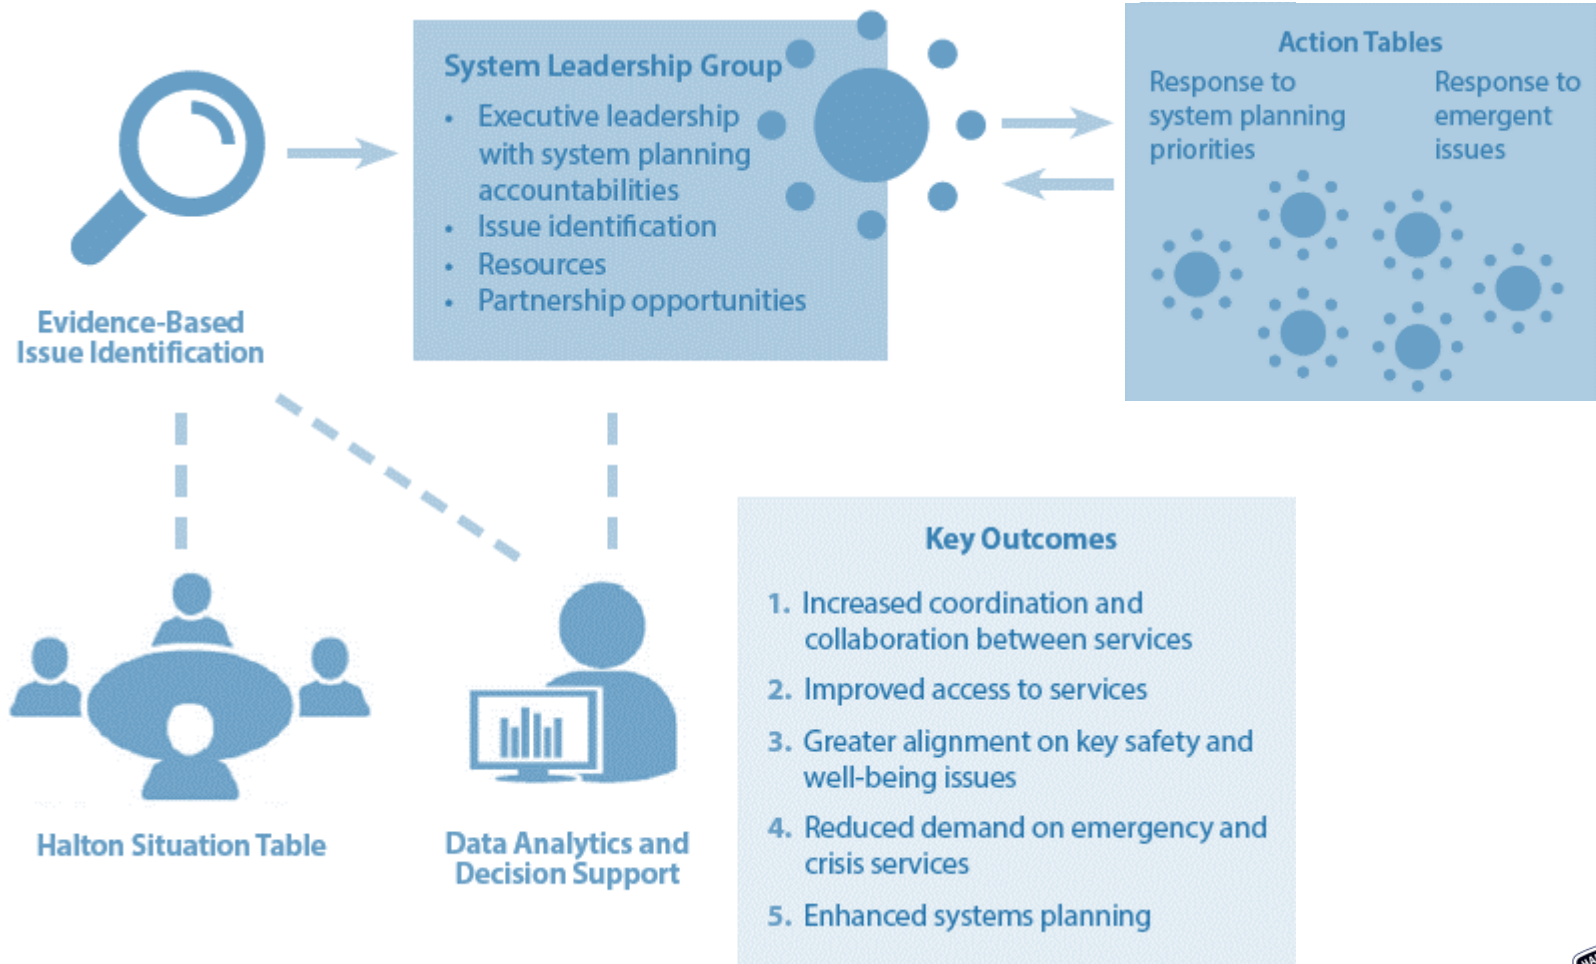 Evidence-Based
Issue Identification
System Leadership Group
• Executive leadership
with system planning
accountabilities
• Issue identification
• Resources
• Partnership opportunities
Action Tables
Response to
system planning
priorities
Response to
emergent
issues
Halton Situation Table
Data Analytics and
Decision Support
Key Outcomes
1. Increased coordination and
collaboration between services
2. Improved access to services
3. Greater alignment on key safety and
well-being issues
4. Reduced demand on emergency and
crisis services
5. Enhanced systems planning